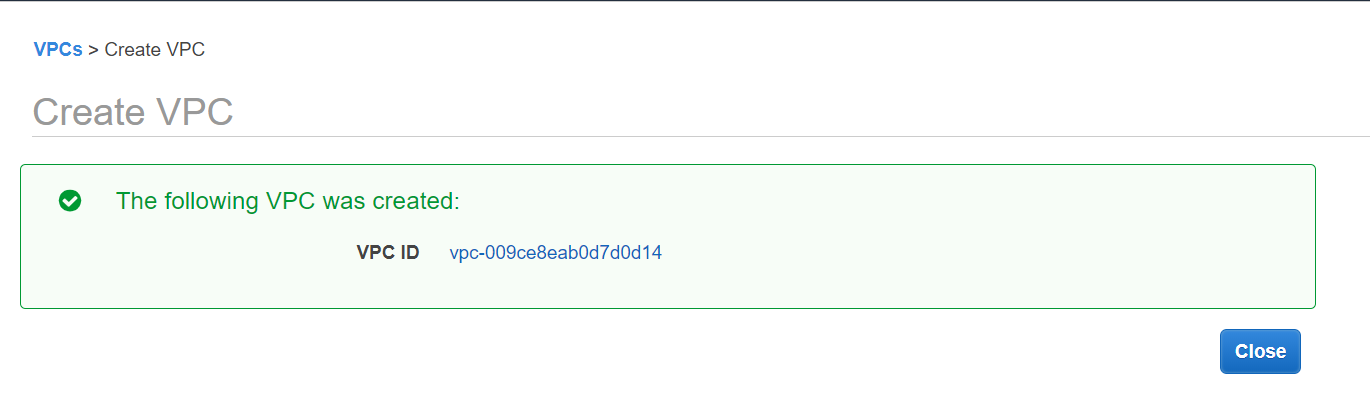 VPCs > Create VPC
Create VPC
The following VPC was created:
VPC ID vpc-009ce8eab0d7d0d14
Close